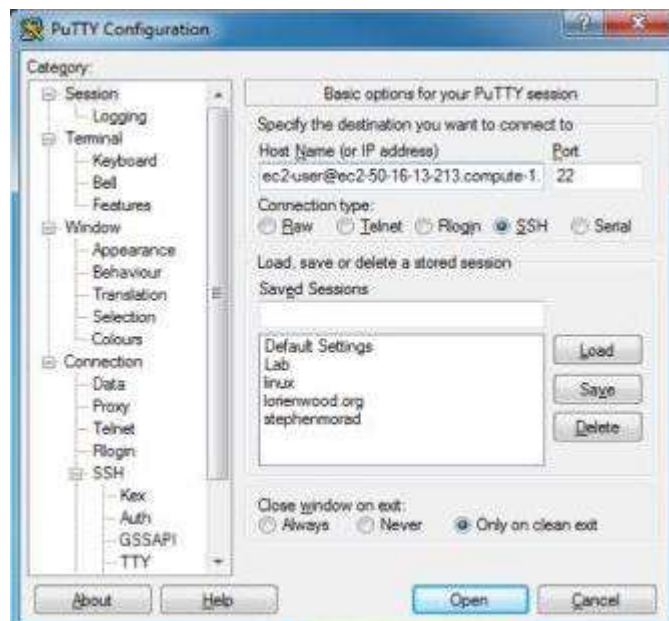 PuTTY Configuration
Category:
Session
Logging
Terminal
Keyboard
Bell
Features
Window
Appearance
Behaviour
Translation
Selection
Colours
Connection
Data
Proxy
Telnet
Rlogin
SSH
Kex
Auth
GSSAPI
TTY
Basic options for your PuTTY session
Specify the destination you want to connect to
Host Name (or IP address) Port
ec2-user@ec2-50-16-13-213.compute-1. 22
Connection type:
Raw Telnet Rlogin SSH Serial
Load, save or delete a stored session
Saved Sessions
Default Settings
Lab
linux
lorienwood.org
stephenmorad
Load
Save
Delete
Close window on exit:
Always Never Only on clean exit
About Help Open Cancel